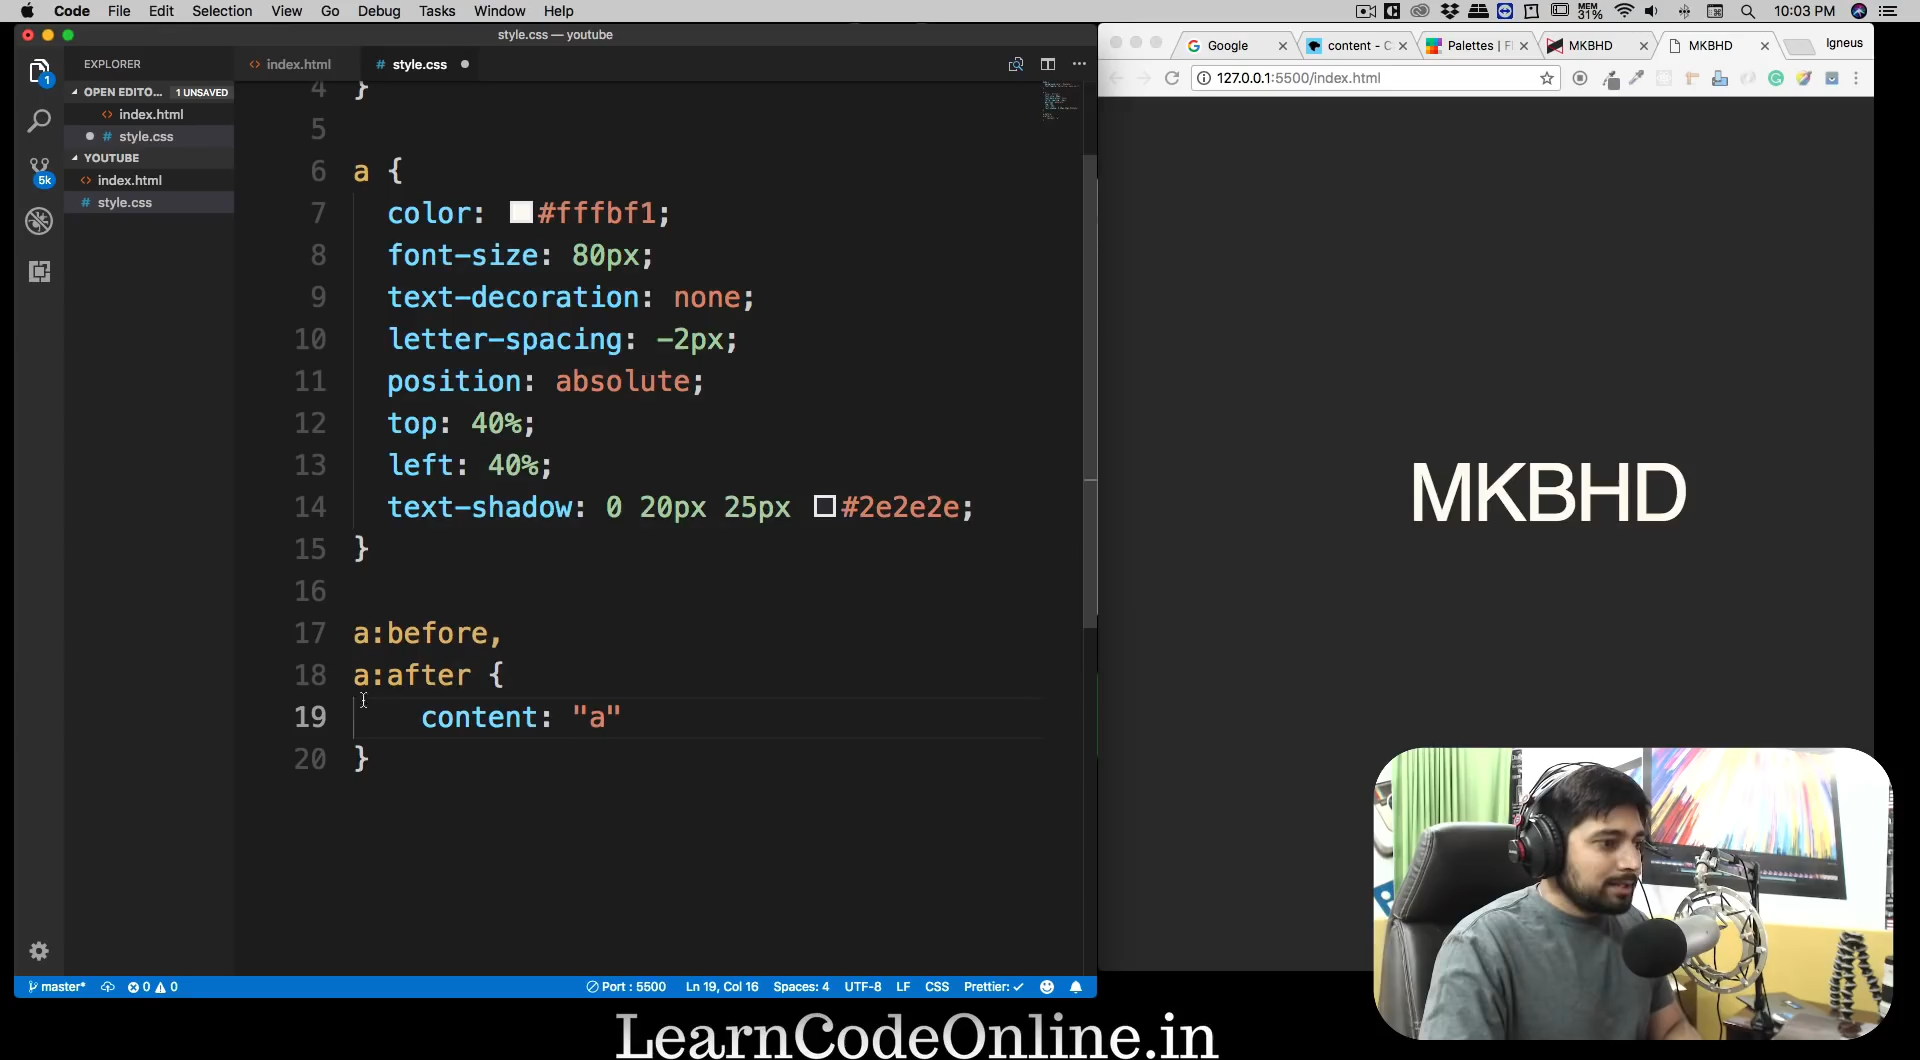 Code File Edit Selection View Go Debug Tasks Window Help MEM 31% 10:03 PM
style.css — youtube
EXPLORER
OPEN EDITO... 1 UNSAVED
index.html
style.css
YOUTUBE
index.html
style.css
1
5k
index.html style.css
4 }
5
6 a {
7 color: #fffbf1;
8 font-size: 80px;
9 text-decoration: none;
10 letter-spacing: -2px;
11 position: absolute;
12 top: 40%;
13 left: 40%;
14 text-shadow: 0 20px 25px #2e2e2e;
15 }
16
17 a:before,
18 a:after {
19 content: "a"
20 }
master* 0 0 Port : 5500 Ln 19, Col 16 Spaces: 4 UTF-8 LF CSS Prettier: ✓
Google content - C Palettes | Fl MKBHD MKBHD Igneus
127.0.0.1:5500/index.html
MKBHD
LearnCodeOnline.in